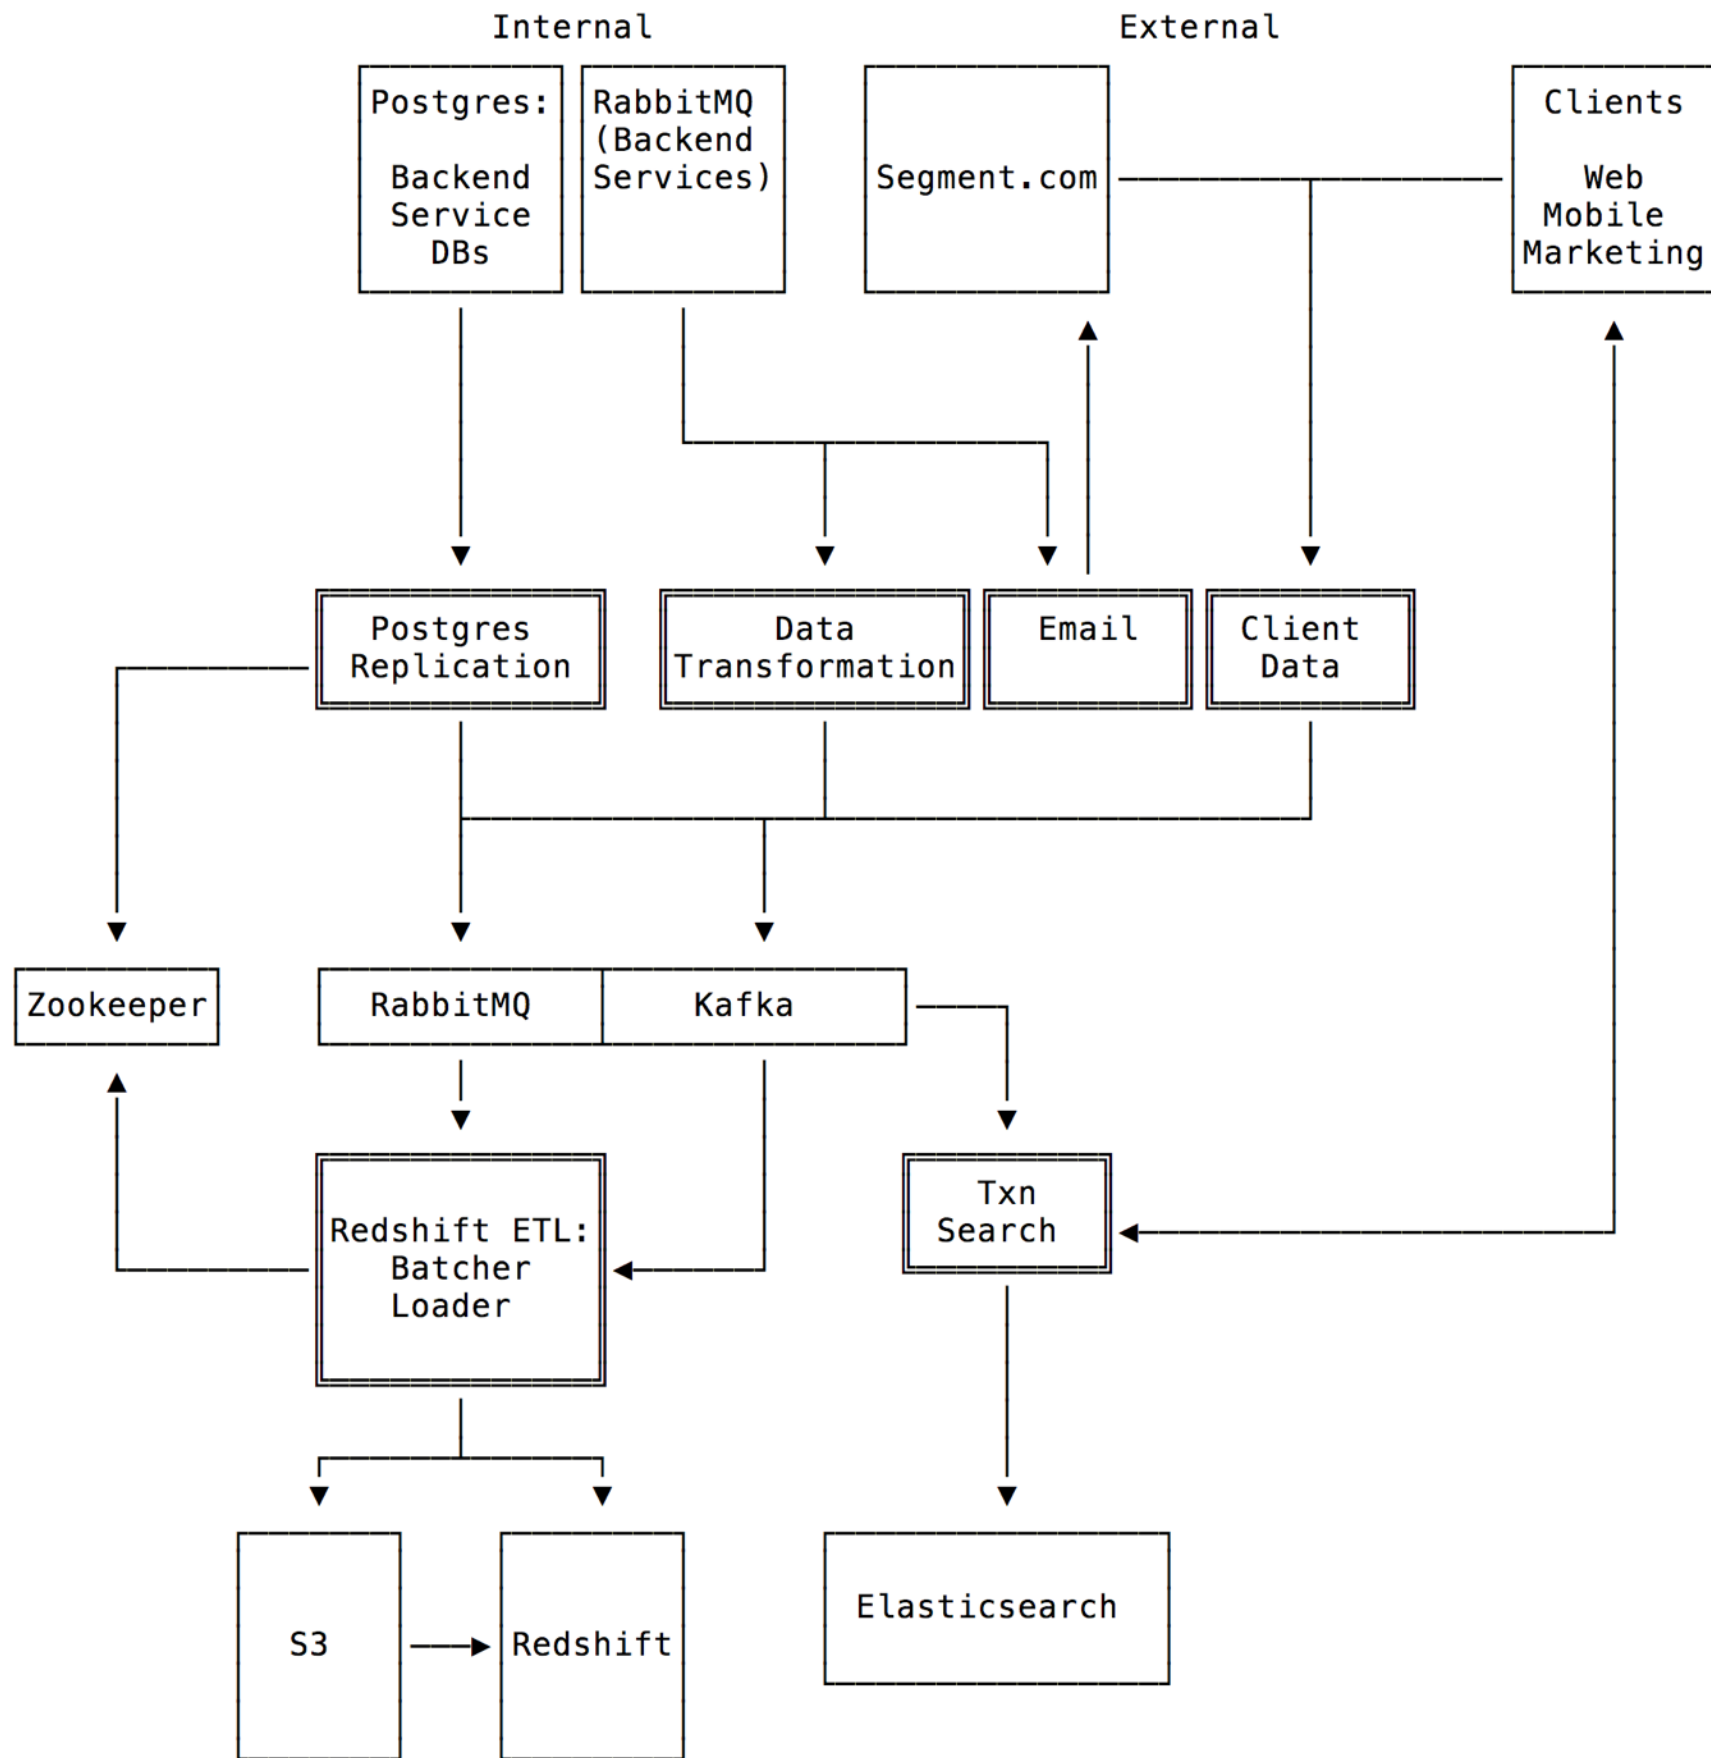 Internal
External
Postgres:
Backend
Service
DBs
RabbitMQ
(Backend
Services)
Segment.com
Clients
Web
Mobile
Marketing
Postgres
Replication
Data
Transformation
Email
Client
Data
Zookeeper
RabbitMQ
Kafka
Redshift ETL:
Batcher
Loader
Txn
Search
S3
Redshift
Elasticsearch